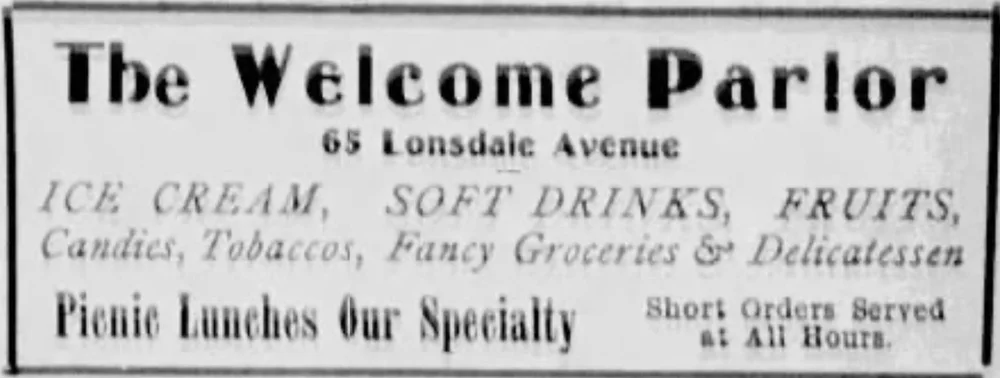 The Welcome Parlor
65 Lonsdale Avenue
ICE CREAM, SOFT DRINKS, FRUITS,
Candies, Tobaccos, Fancy Groceries & Delicatessen
Picnic Lunches Our Specialty
Short Orders Served
at All Hours.